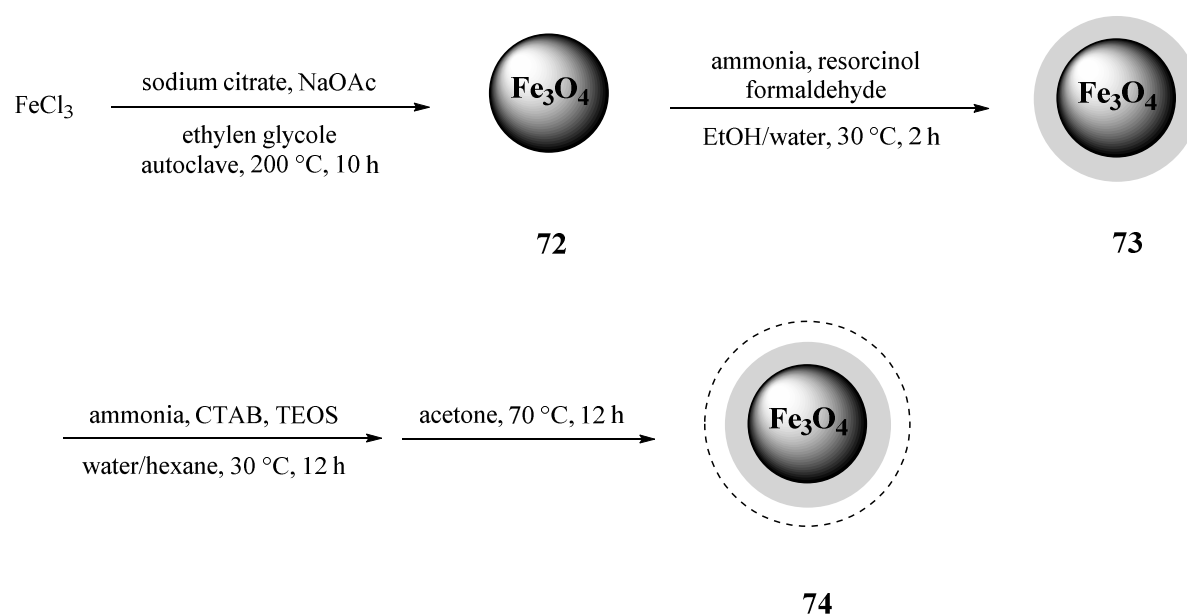 FeCl3
sodium citrate, NaOAc
ethylen glycole
autoclave, 200 °C, 10 h
Fe3O4
72
ammonia, resorcinol
formaldehyde
EtOH/water, 30 °C, 2 h
Fe3O4
73
ammonia, CTAB, TEOS
water/hexane, 30 °C, 12 h
acetone, 70 °C, 12 h
Fe3O4
74